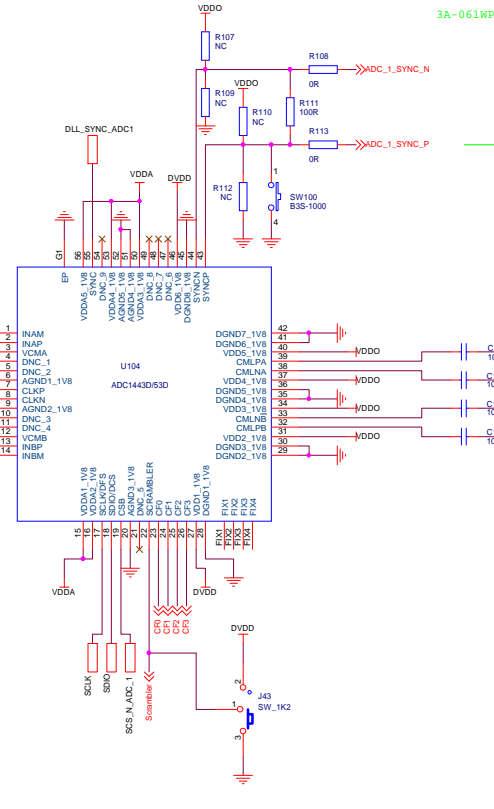 3A-061WP
VDDO
R107
NC
R108
0R
ADC_1_SYNC_N
VDDO
R109
NC
R110
NC
R111
100R
R113
0R
ADC_1_SYNC_P
DLL_SYNC_ADC1
VDDA
DVDD
R112
NC
1
SW100
B3S-1000
4
G1 56 55 54 53 52 51 50 49 48 47 46 45 44 43
EP VDDA5_1V8 SYNC DNC_9 VDDA4_1V8 AGND5_1V8 AGND4_1V8 VDDA3_1V8 DNC_8 DNC_7 DNC_6 VDD6_1V8 DGND8_1V8 SYNCN SYNCP
1 INAM
2 INAP
3 VCMA
4 DNC_1
5 DNC_2
6 AGND1_1V8
7 CLKP
8 CLKN
9 AGND2_1V8
10 DNC_3
11 DNC_4
12 VCMB
13 INBP
14 INBM
U104
ADC1443D/53D
DGND7_1V8 42
DGND6_1V8 41
VDD5_1V8 40 VDDO
CMLPA 39
CMLNA 38
VDD4_1V8 37 VDDO
DGND5_1V8 36
DGND4_1V8 35
VDD3_1V8 34 VDDO
CMLNB 33
CMLPB 32
VDD2_1V8 31 VDDO
DGND3_1V8 30
DGND2_1V8 29
C
10
C
10
C
10
C
10
VDDA1_1V8 VDDA2_1V8 SCLK/DFS SDIO/DCS CSB AGND3_1V8 DNC_5 SCRAMBLER CF0 CF1 CF2 CF3 VDD1_1V8 DGND1_1V8 FIX1 FIX2 FIX3 FIX4
15 16 17 18 19 20 21 22 23 24 25 26 27 28 FIX1 FIX2 FIX3 FIX4
VDDA
DVDD
CF0 CF1 CF2 CF3
SCLK
SDIO
SCS_N_ADC_1
Scrambler
DVDD
2
J43
1
SW_1K2
3